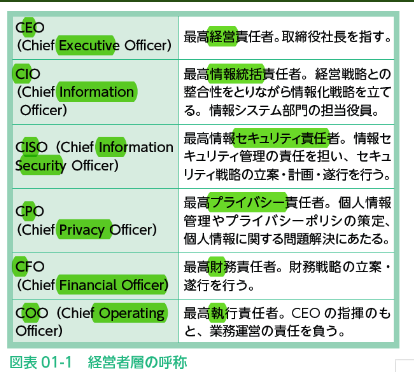 CEO
(Chief Executive Officer)
最高経営責任者。取締役社長を指す。
CIO
(Chief Information
Officer)
最高情報統括責任者。経営戦略との
整合性をとりながら情報化戦略を立て
る。情報システム部門の担当役員。
CISO (Chief Information
Security Officer)
最高情報セキュリティ責任者。情報セ
キュリティ管理の責任を担い、セキュ
リティ戦略の立案・計画・遂行を行う。
CPO
(Chief Privacy Officer)
最高プライバシー責任者。個人情報
管理やプライバシーポリシの策定、
個人情報に関する問題解決にあたる。
CFO
(Chief Financial Officer)
最高財務責任者。財務戦略の立案・
遂行を行う。
COO (Chief Operating
Officer)
最高執行責任者。CEOの指揮のも
と、業務運営の責任を負う。
図表01-1 経営者層の呼称